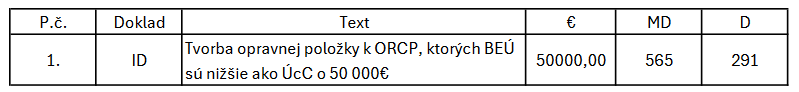 P.č. Doklad Text € MD D
1. ID Tvorba opravnej položky k ORCP, ktorých BEÚ 50000,00 565 291
sú nižšie ako ÚcC o 50 000€